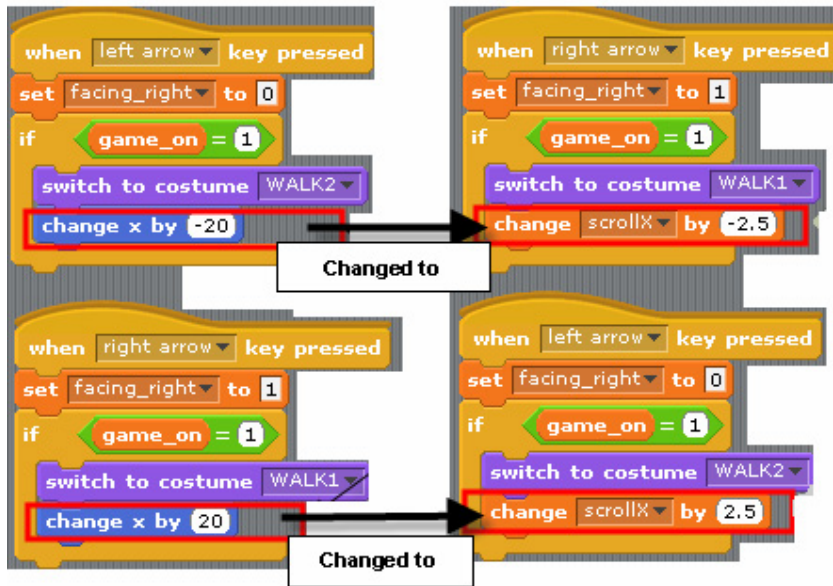 when left arrow key pressed
set facing_right to 0
if game_on = 1
switch to costume WALK2
change x by -20
when right arrow key pressed
set facing_right to 1
if game_on = 1
switch to costume WALK1
change scrollX by -2.5
Changed to
when right arrow key pressed
set facing_right to 1
if game_on = 1
switch to costume WALK1
change x by 20
when left arrow key pressed
set facing_right to 0
if game_on = 1
switch to costume WALK2
change scrollX by 2.5
Changed to